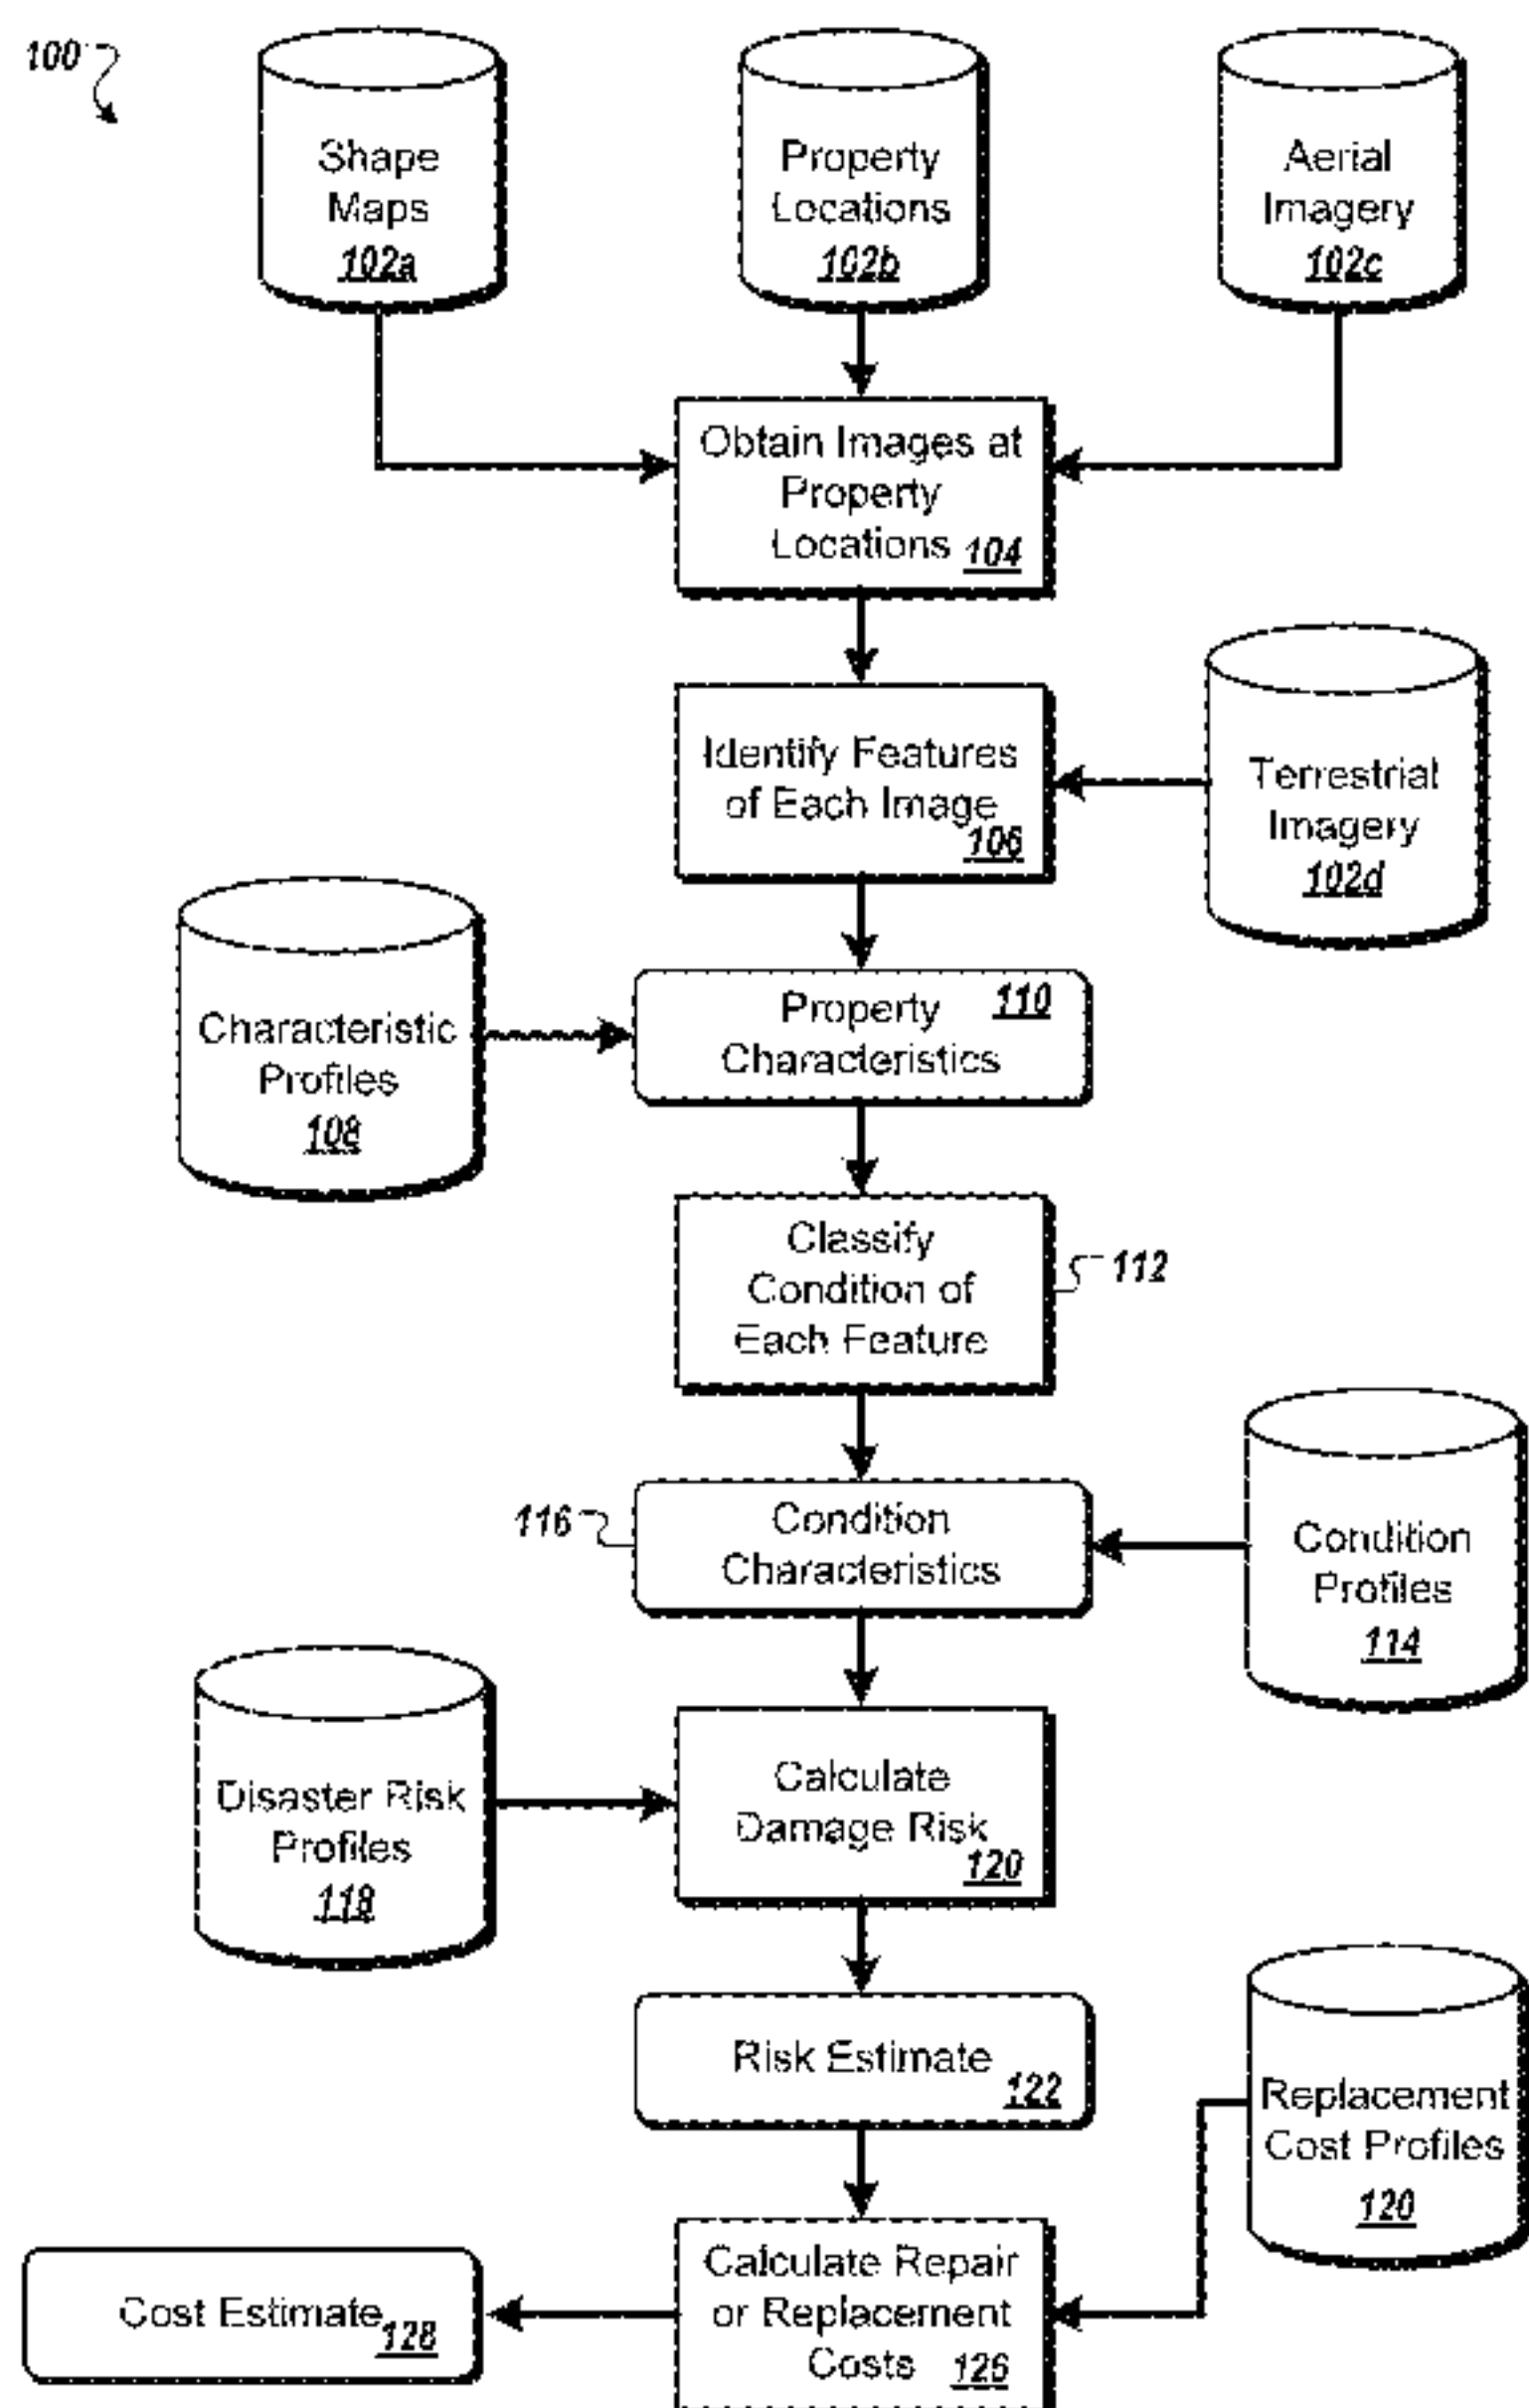 100
Shape
Maps
102a
Property
Locations
102b
Aerial
Imagery
102c
Obtain Images at
Property
Locations 104
Identify Features
of Each Image
106
Terrestrial
Imagery
102d
Characteristic
Profiles
108
Property
Characteristics
110
Classify
Condition of
Each Feature
112
116
Condition
Characteristics
Condition
Profiles
114
Disaster Risk
Profiles
118
Calculate
Damage Risk
120
Risk Estimate
122
Replacement
Cost Profiles
120
Calculate Repair
or Replacement
Costs 126
Cost Estimate
128